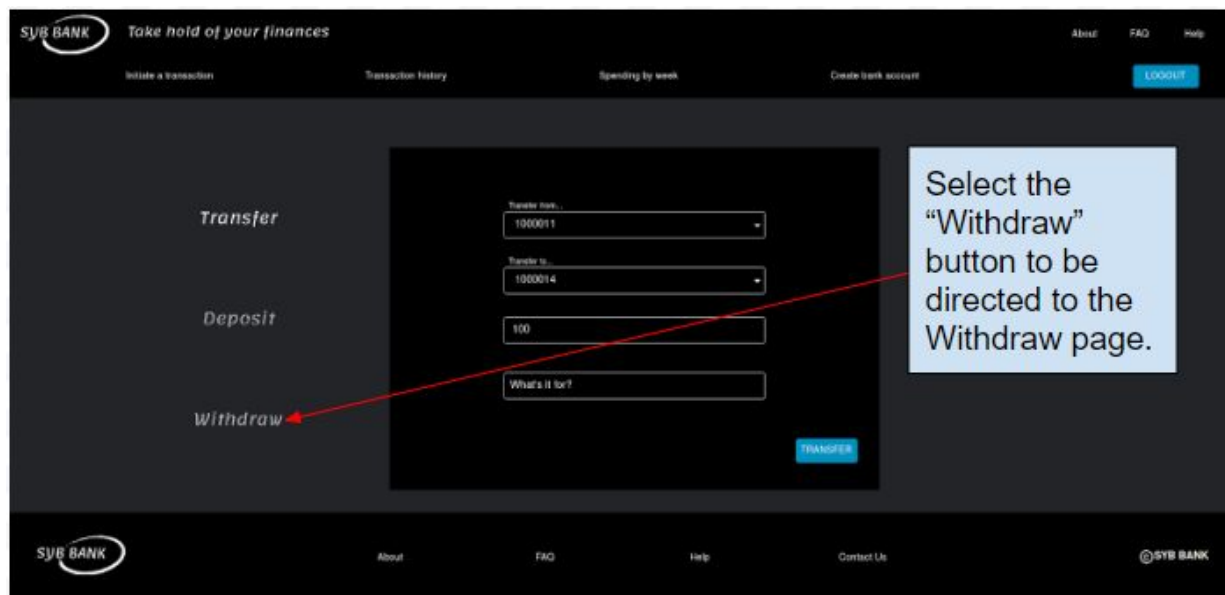 SYB BANK
Take hold of your finances
About FAQ Help
Initiate a transaction Transaction history Spending by week Create bank account LOGOUT
Transfer
Deposit
Withdraw
Transfer from...
1000011
Transfer to...
1000014
100
What's it for?
TRANSFER
Select the
“Withdraw”
button to be
directed to the
Withdraw page.
SYB BANK
About FAQ Help Contact Us
©SYB BANK